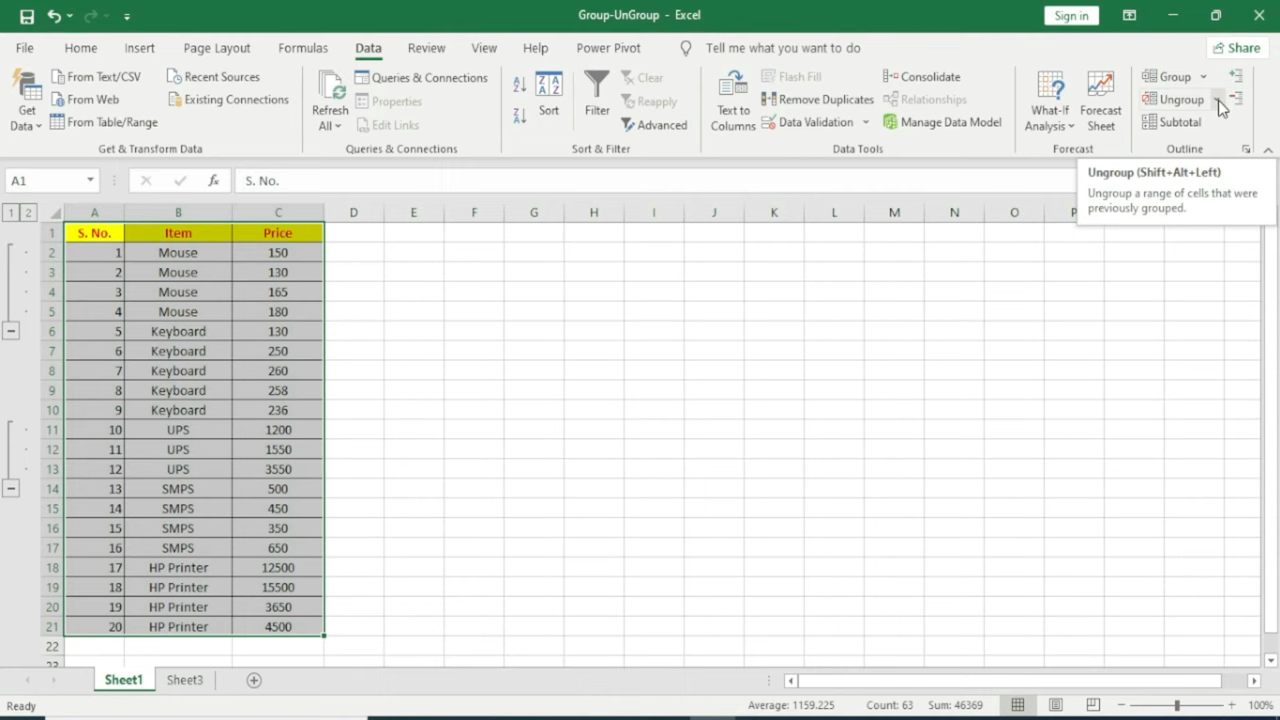 Group-UnGroup - Excel
Sign in
File Home Insert Page Layout Formulas Data Review View Help Power Pivot Tell me what you want to do Share
Get Data
From Text/CSV
From Web
From Table/Range
Recent Sources
Existing Connections
Get & Transform Data
Refresh All
Queries & Connections
Properties
Edit Links
Queries & Connections
Sort
Filter
Clear
Reapply
Advanced
Sort & Filter
Text to Columns
Flash Fill
Remove Duplicates
Data Validation
Consolidate
Relationships
Manage Data Model
Data Tools
What-If Analysis
Forecast Sheet
Forecast
Group
Ungroup
Subtotal
Outline
A1
fx
S. No.
Ungroup (Shift+Alt+Left)
Ungroup a range of cells that were
previously grouped.
1 2
A B C D E F G H I J K L M N O P
1 S. No. Item Price
2 1 Mouse 150
3 2 Mouse 130
4 3 Mouse 165
5 4 Mouse 180
6 5 Keyboard 130
7 6 Keyboard 250
8 7 Keyboard 260
9 8 Keyboard 258
10 9 Keyboard 236
11 10 UPS 1200
12 11 UPS 1550
13 12 UPS 3550
14 13 SMPS 500
15 14 SMPS 450
16 15 SMPS 350
17 16 SMPS 650
18 17 HP Printer 12500
19 18 HP Printer 15500
20 19 HP Printer 3650
21 20 HP Printer 4500
22
23
Sheet1 Sheet3
Ready Average: 1159.225 Count: 63 Sum: 46369 100%